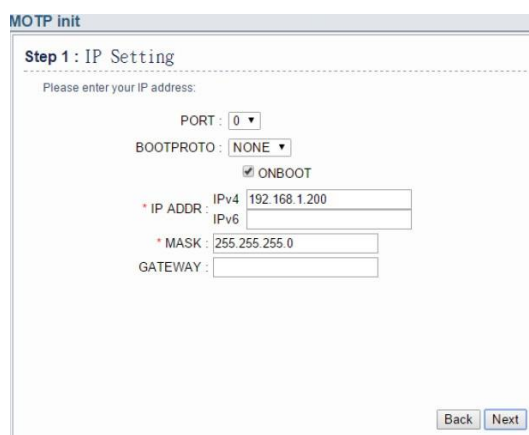 MOTP init
Step 1 : IP Setting
Please enter your IP address:
PORT : 0
BOOTPROTO : NONE
ONBOOT
* IP ADDR : IPv4 192.168.1.200
IPv6
* MASK : 255.255.255.0
GATEWAY :
Back Next